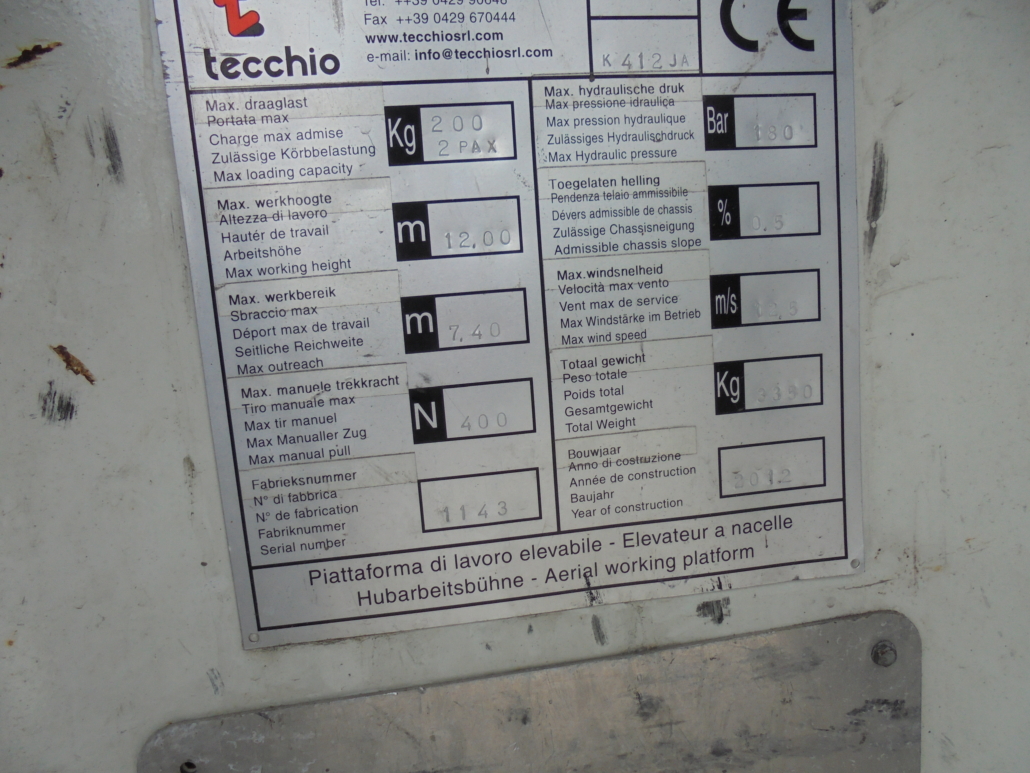 Fax ++39 0429 670444
www.tecchiosrl.com
e-mail: info@tecchiosrl.com
tecchio
CE
K 412JA
Max. draaglast
Portata max
Charge max admise
Zulässige Körbbelastung
Max loading capacity
Kg
200
2 PAX
Max. werkhoogte
Altezza di lavoro
Hautér de travail
Arbeitshöhe
Max working height
m
12,00
Max. werkbereik
Sbraccio max
Déport max de travail
Seitliche Reichweite
Max outreach
m
7,40
Max. manuele trekkracht
Tiro manuale max
Max tir manuel
Max Manualler Zug
Max manual pull
N
400
Fabrieksnummer
N° di fabbrica
N° de fabrication
Fabriknummer
Serial number
1143
Max. hydraulische druk
Max pressione idraulica
Max pression hydraulique
Zulässiges Hydraulischdruck
Max Hydraulic pressure
Bar
Toegelaten helling
Pendenza telaio ammissibile
Dévers admissible de chassis
Zulässige Chassisneigung
Admissible chassis slope
%
Max.windsnelheid
Velocità max vento
Vent max de service
Max Windstärke im Betrieb
Max wind speed
m/s
Totaal gewicht
Peso totale
Poids total
Gesamtgewicht
Total Weight
Kg
Bouwjaar
Anno di costruzione
Année de construction
Baujahr
Year of construction
Piattaforma di lavoro elevabile - Elevateur a nacelle
Hubarbeitsbühne - Aerial working platform